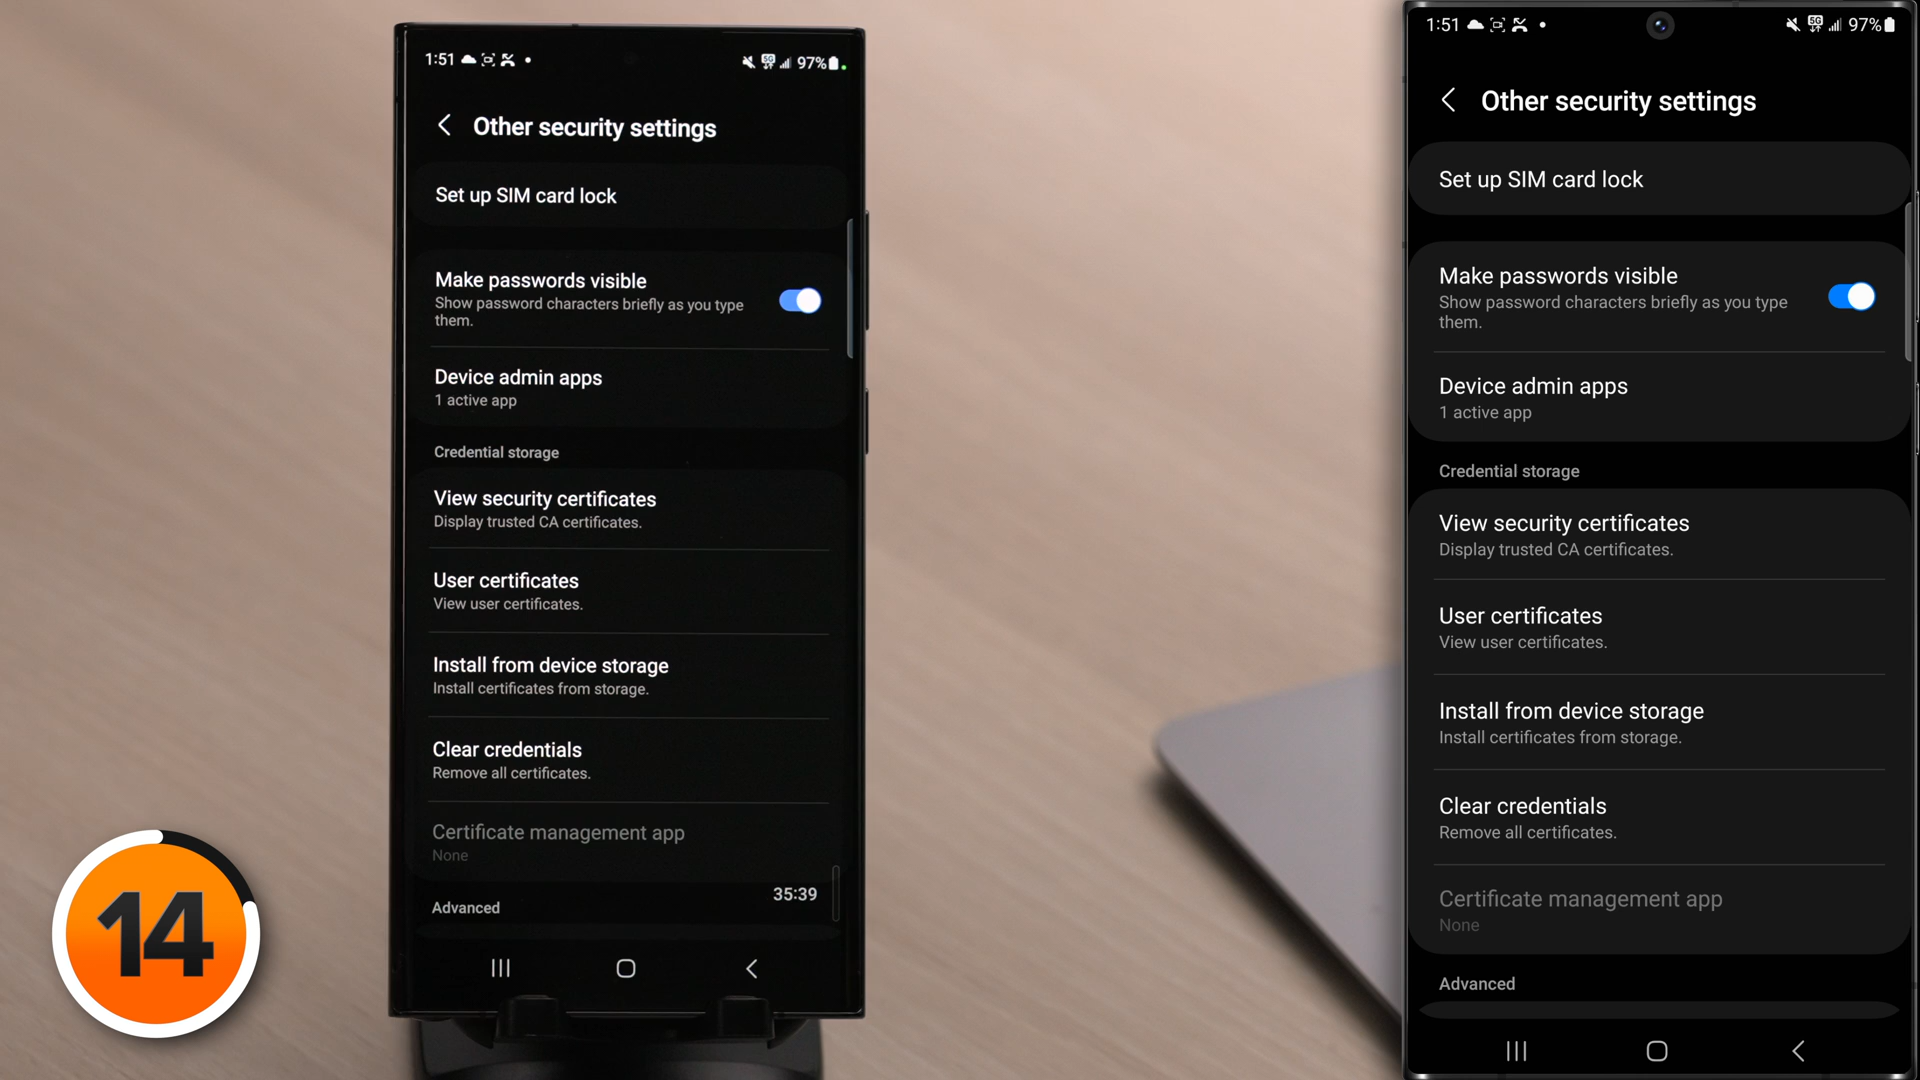 1:51
97%
Other security settings
Set up SIM card lock
Make passwords visible
Show password characters briefly as you type
them.
Device admin apps
1 active app
Credential storage
View security certificates
Display trusted CA certificates.
User certificates
View user certificates.
Install from device storage
Install certificates from storage.
Clear credentials
Remove all certificates.
Certificate management app
None
35:39
Advanced
14
1:51
5G
97%
Other security settings
Set up SIM card lock
Make passwords visible
Show password characters briefly as you type
them.
Device admin apps
1 active app
Credential storage
View security certificates
Display trusted CA certificates.
User certificates
View user certificates.
Install from device storage
Install certificates from storage.
Clear credentials
Remove all certificates.
Certificate management app
None
Advanced